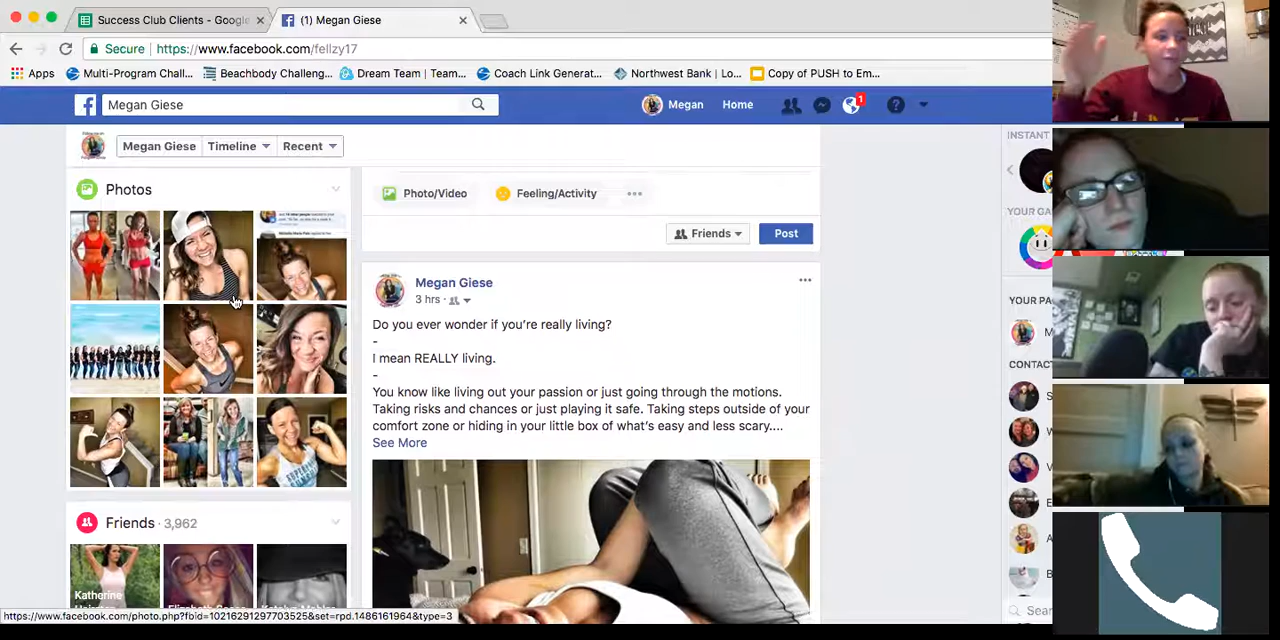 Success Club Clients - Google
(1) Megan Giese
Secure
https://www.facebook.com/fellzy17
Apps
Multi-Program Chall...
Beachbody Challeng...
Dream Team | Team...
Coach Link Generat...
Northwest Bank | Lo...
Copy of PUSH to Em...
Megan Giese
Megan
Home
1
Megan Giese
Timeline
Recent
INSTANT
Photos
Photo/Video
Feeling/Activity
YOUR GA
Friends
Post
Megan Giese
3 hrs
YOUR PA
M
Do you ever wonder if you're really living?
-
I mean REALLY living.
-
CONTAC
You know like living out your passion or just going through the motions.
Taking risks and chances or just playing it safe. Taking steps outside of your
comfort zone or hiding in your little box of what's easy and less scary....
See More
Friends · 3,962
Katherine
Sear
https://www.facebook.com/photo.php?fbid=10216291297703525&set=rpd.1486161964&type=3